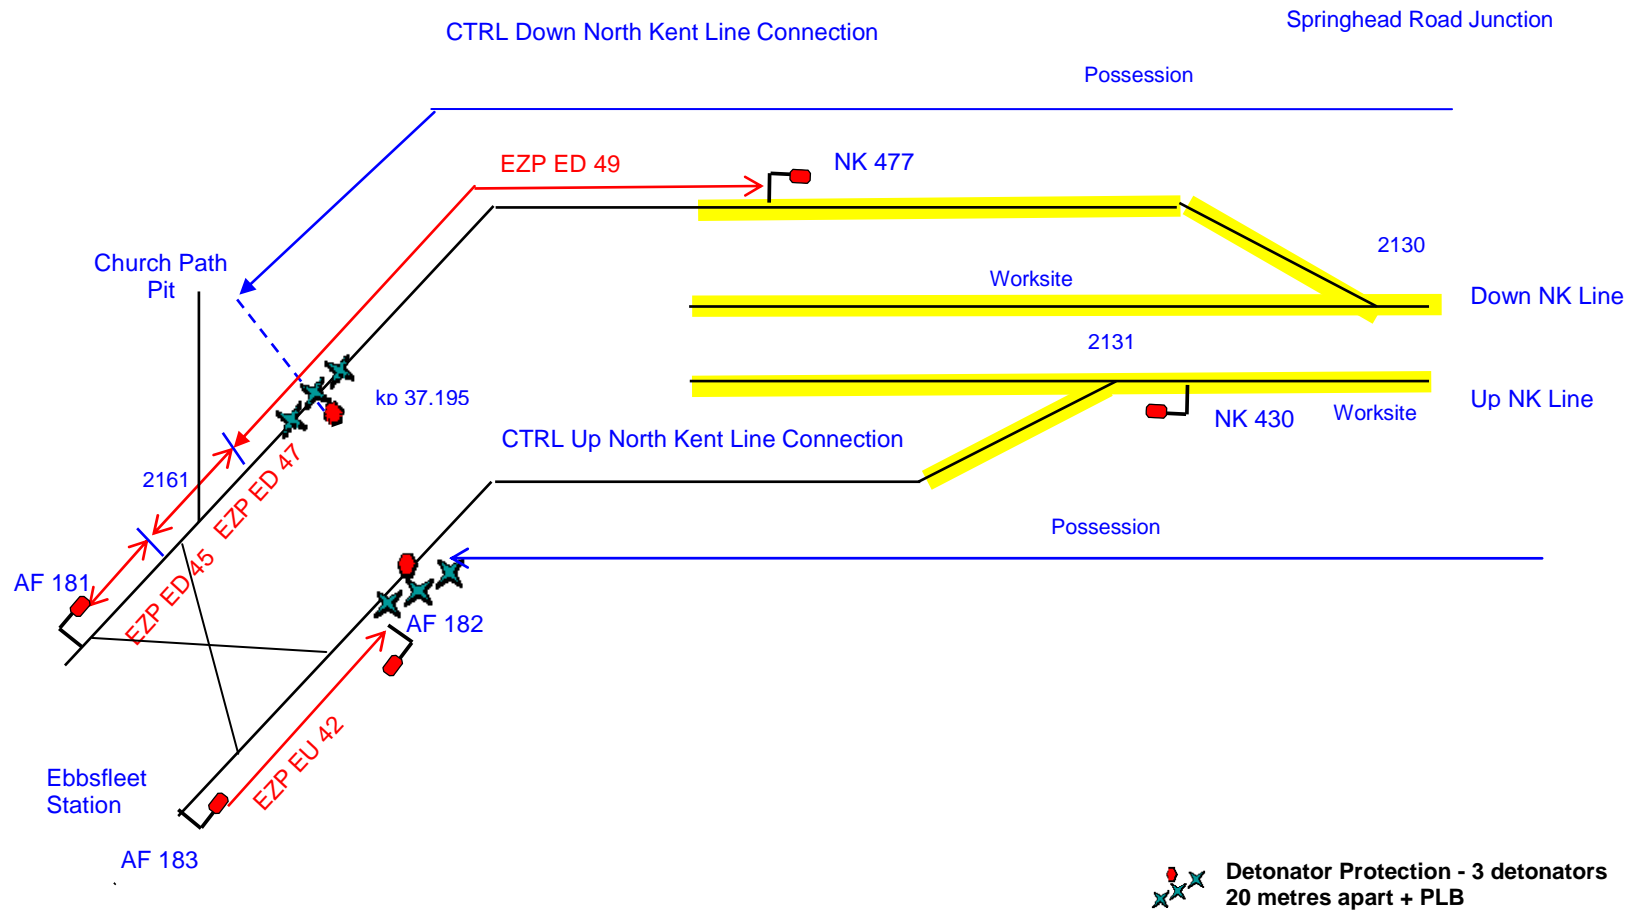 CTRL Down North Kent Line Connection
Springhead Road Junction
Possession
EZP ED 49
NK 477
Church Path
Pit
2130
Worksite
Down NK Line
2131
kp 37.195
NK 430
Worksite
Up NK Line
CTRL Up North Kent Line Connection
2161
EZP ED 47
Possession
AF 181
EZP ED 45
AF 182
EZP EU 42
Ebbsfleet
Station
AF 183
Detonator Protection - 3 detonators
20 metres apart + PLB